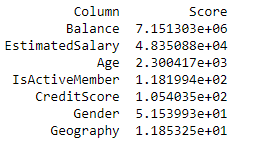 Column Score
Balance 7.151303e+06
EstimatedSalary 4.835088e+04
Age 2.300417e+03
IsActiveMember 1.181994e+02
CreditScore 1.054035e+02
Gender 5.153993e+01
Geography 1.185325e+01